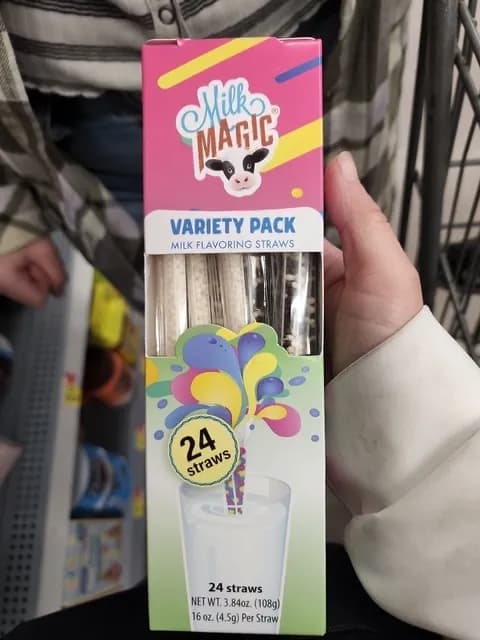 Milk
MAGIC®
VARIETY PACK
MILK FLAVORING STRAWS
24
straws
24 straws
NET WT. 3.84oz. (108g)
16 oz. (4.5g) Per Straw